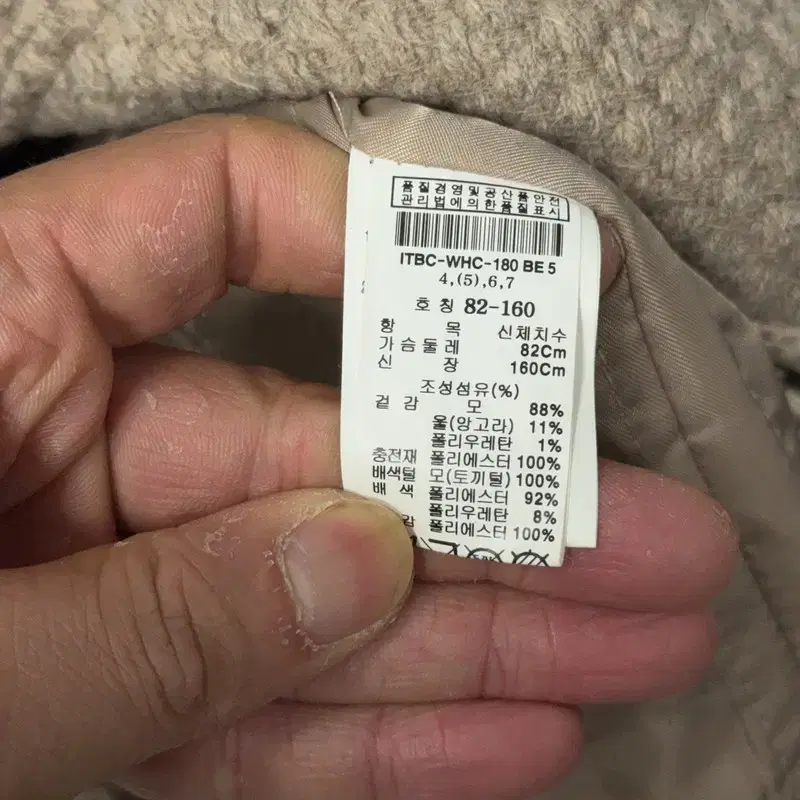 품질경영및공산품안전
관리법에의한품질표시
ITBC-WHC-180 BE 5
4,(5),6,7
호칭 82-160
항 목 신체치수
가슴둘레 82Cm
신 장 160Cm
조성섬유(%)
겉감 모 88%
울(앙고라) 11%
폴리우레탄 1%
충전재 폴리에스터 100%
배색털 모(토끼털) 100%
배색 폴리에스터 92%
폴리우레탄 8%
감 폴리에스터 100%